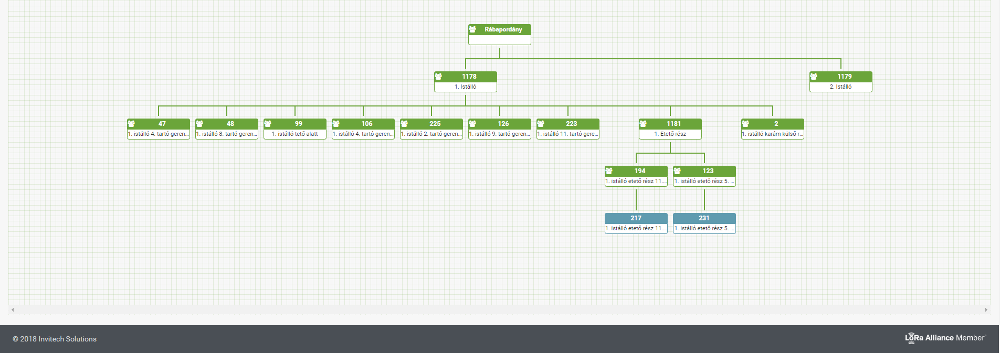 Rábapordány
1178
1. Istálló
1179
2. Istálló
47
1. istálló 4. tartó geren...
48
1. istálló 8. tartó geren...
99
1. istálló tető alatt
106
1. istálló 4. tartó geren...
225
1. istálló 2. tartó geren...
126
1. istálló 9. tartó geren...
223
1. istálló 11. tartó gere...
1181
1. Etető rész
2
1. istálló karám külső r...
194
1. istálló etető rész 11....
123
1. istálló etető rész 5. ...
217
1. istálló etető rész 11....
231
1. istálló etető rész 5. ...
© 2018 Invitech Solutions
LoRa Alliance Member™